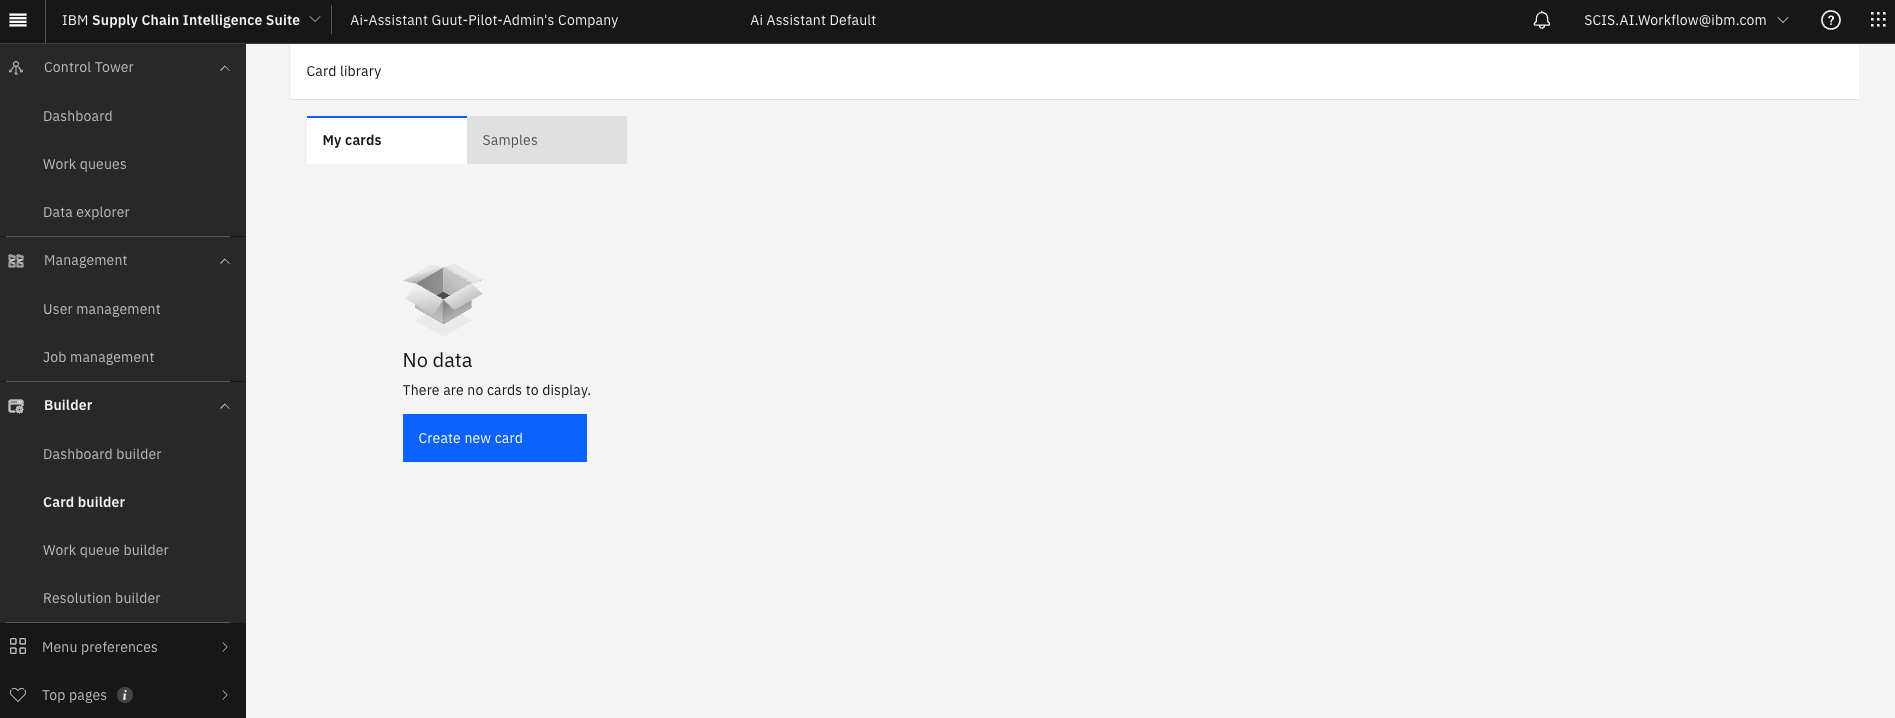 IBM Supply Chain Intelligence Suite
Ai-Assistant Guut-Pilot-Admin's Company
Ai Assistant Default
SCIS.AI.Workflow@ibm.com
?
Control Tower
Dashboard
Work queues
Data explorer
Management
User management
Job management
Builder
Dashboard builder
Card builder
Work queue builder
Resolution builder
Menu preferences
Top pages i
Card library
My cards
Samples
No data
There are no cards to display.
Create new card